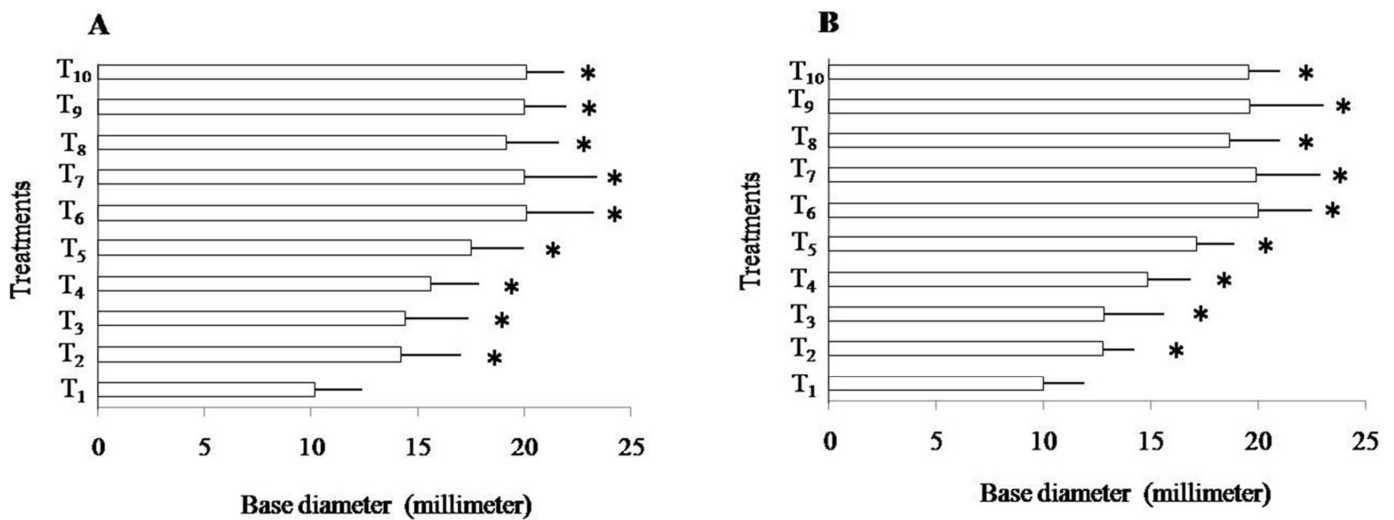 A
T10 *
T9 *
T8 *
T7 *
T6 *
T5 *
T4 *
T3 *
T2 *
T1
Treatments
0 5 10 15 20 25
Base diameter (millimeter)
B
T10 *
T9 *
T8 *
T7 *
T6 *
T5 *
T4 *
T3 *
T2 *
T1
Treatments
0 5 10 15 20 25
Base diameter (millimeter)